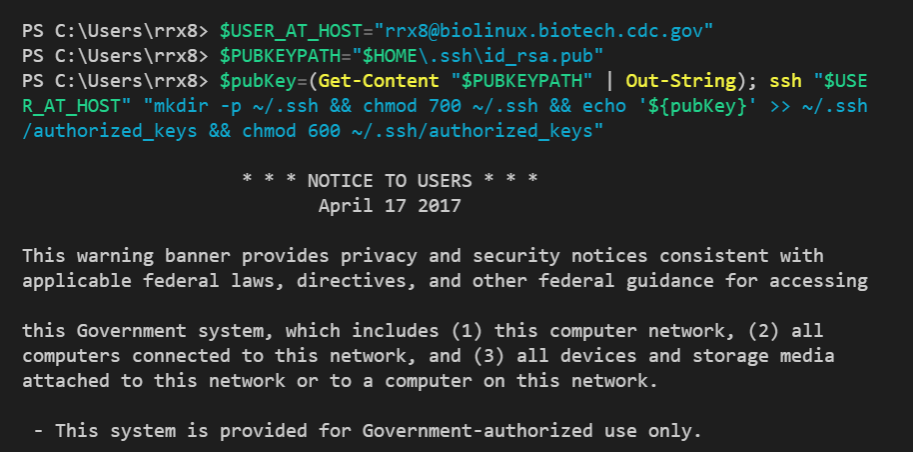 PS C:\Users\rrx8> $USER_AT_HOST="rrx8@biolinux.biotech.cdc.gov"
PS C:\Users\rrx8> $PUBKEYPATH="$HOME\.ssh\id_rsa.pub"
PS C:\Users\rrx8> $pubKey=(Get-Content "$PUBKEYPATH" | Out-String); ssh "$USE
R_AT_HOST" "mkdir -p ~/.ssh && chmod 700 ~/.ssh && echo '${pubKey}' >> ~/.ssh
/authorized_keys && chmod 600 ~/.ssh/authorized_keys"
* * * NOTICE TO USERS * * *
April 17 2017
This warning banner provides privacy and security notices consistent with
applicable federal laws, directives, and other federal guidance for accessing
this Government system, which includes (1) this computer network, (2) all
computers connected to this network, and (3) all devices and storage media
attached to this network or to a computer on this network.
- This system is provided for Government-authorized use only.